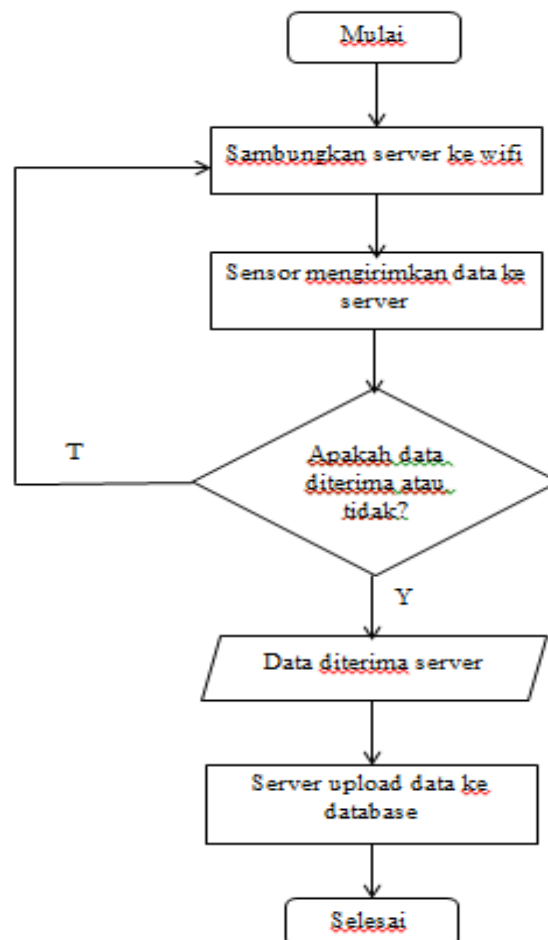 Mulai
Sambungkan server ke wifi
Sensor mengirimkan data ke
server
Apakah data
diterima atau
tidak?
T
Y
Data diterima server
Server upload data ke
database
Selesai